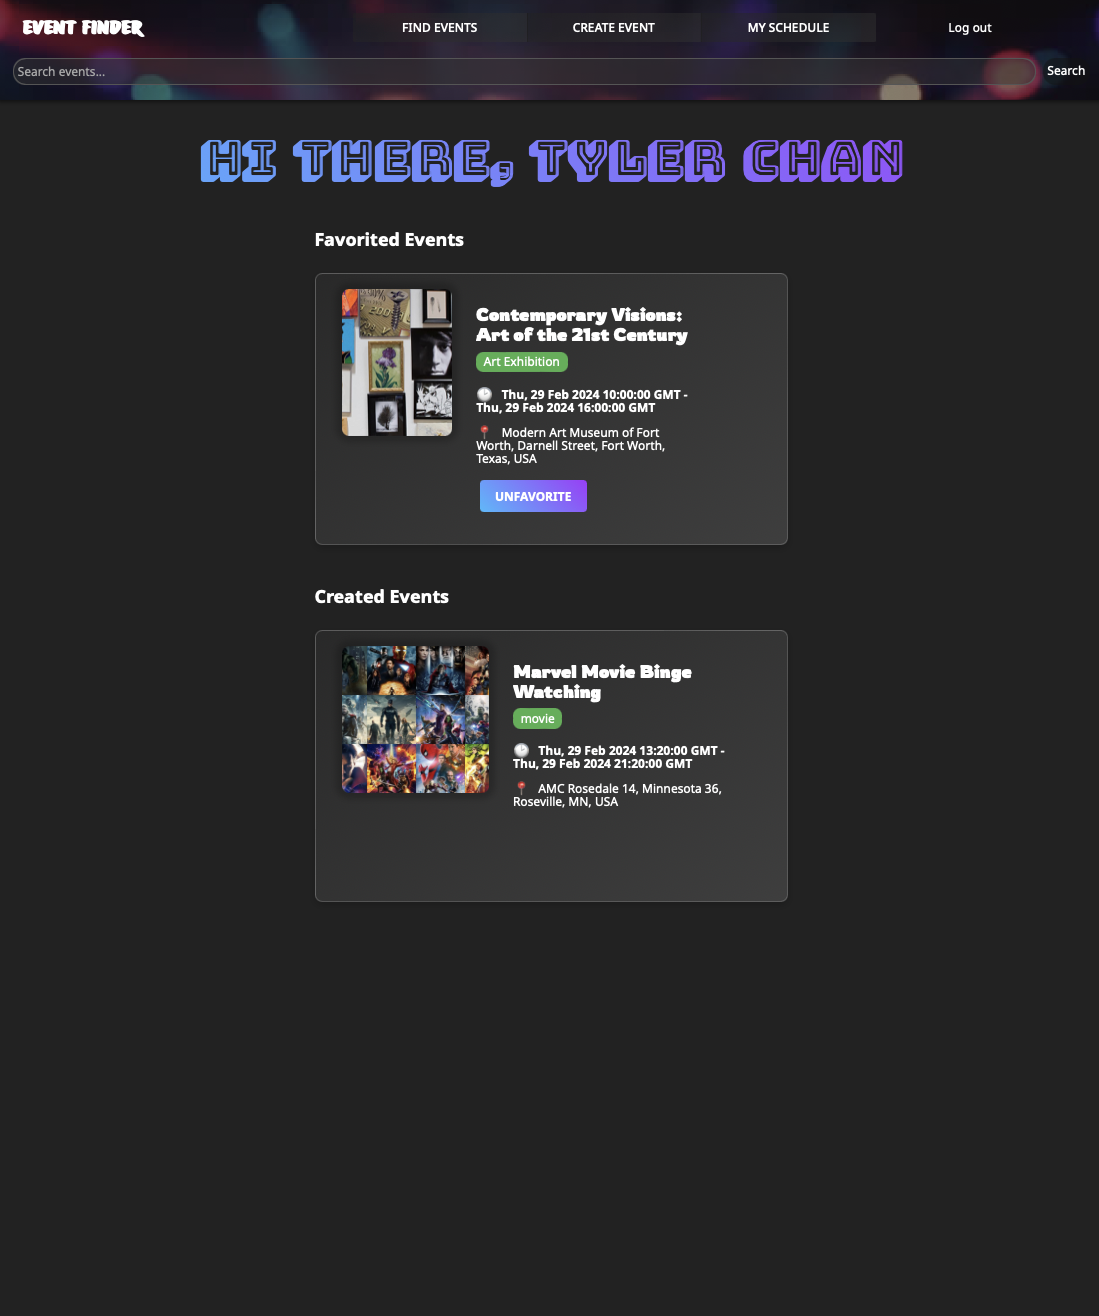 EVENT FINDER
FIND EVENTS
CREATE EVENT
MY SCHEDULE
Log out
Search events...
Search
HI THERE, TYLER CHAN
Favorited Events
Contemporary Visions:
Art of the 21st Century
Art Exhibition
Thu, 29 Feb 2024 10:00:00 GMT -
Thu, 29 Feb 2024 16:00:00 GMT
Modern Art Museum of Fort
Worth, Darnell Street, Fort Worth,
Texas, USA
UNFAVORITE
Created Events
Marvel Movie Binge
Watching
movie
Thu, 29 Feb 2024 13:20:00 GMT -
Thu, 29 Feb 2024 21:20:00 GMT
AMC Rosedale 14, Minnesota 36,
Roseville, MN, USA